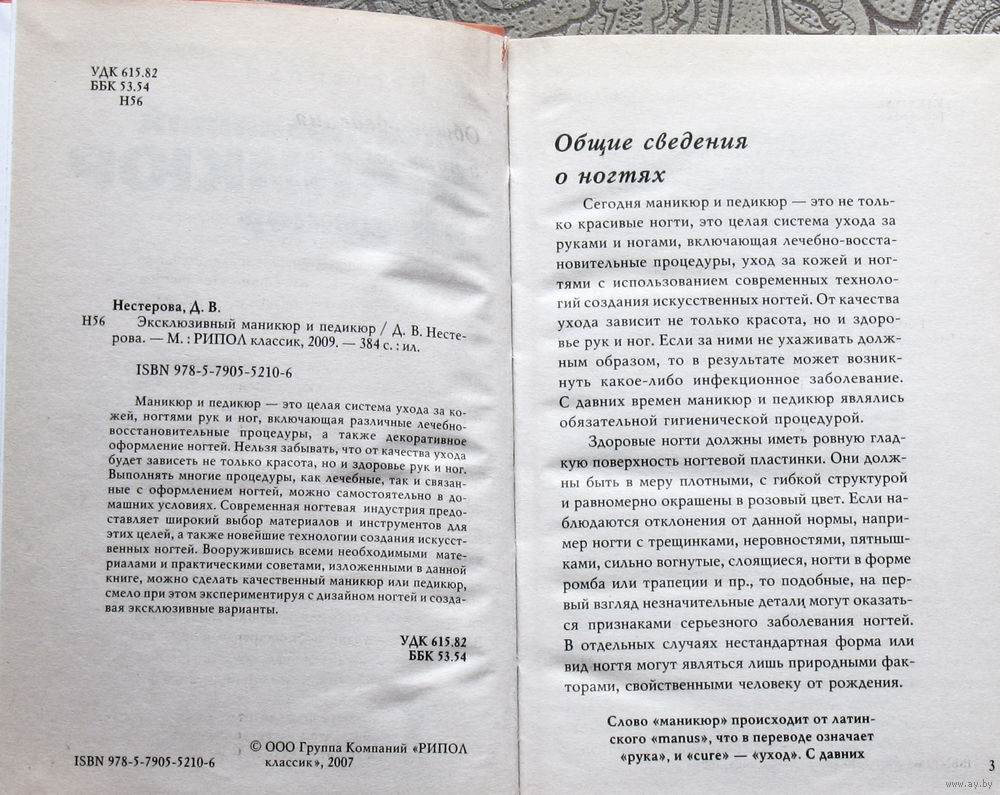 УДК 615.82
ББК 53.54
Н56
Нестерова, Д. В.
Н56 Эксклюзивный маникюр и педикюр / Д. В. Несте-
рова. — М. : РИПОЛ классик, 2009. — 384 с. : ил.
ISBN 978-5-7905-5210-6
Маникюр и педикюр — это целая система ухода за ко-
жей, ногтями рук и ног, включающая различные лечебно-
восстановительные процедуры, а также декоративное
оформление ногтей. Нельзя забывать, что от качества ухода
будет зависеть не только красота, но и здоровье рук и ног.
Выполнять многие процедуры, как лечебные, так и связан-
ные с оформлением ногтей, можно самостоятельно в до-
машних условиях. Современная ногтевая индустрия предо-
ставляет широкий выбор материалов и инструментов для
этих целей, а также новейшие технологии создания искусст-
венных ногтей. Вооружившись всеми необходимыми мате-
риалами и практическими советами, изложенными в данной
книге, можно сделать качественный маникюр или педикюр,
смело при этом экспериментируя с дизайном ногтей и созда-
вая эксклюзивные варианты.
УДК 615.82
ББК 53.54
© ООО Группа Компаний «РИПОЛ
ISBN 978-5-7905-5210-6 классик», 2007
Общие сведения
о ногтях
Сегодня маникюр и педикюр — это не толь-
ко красивые ногти, это целая система ухода за
руками и ногами, включающая лечебно-восста-
новительные процедуры, уход за кожей и ног-
тями с использованием современных техноло-
гий создания искусственных ногтей. От качества
ухода зависит не только красота, но и здоро-
вье рук и ног. Если за ними не ухаживать долж-
ным образом, то в результате может возник-
нуть какое-либо инфекционное заболевание.
С давних времен маникюр и педикюр являлись
обязательной гигиенической процедурой.
Здоровые ногти должны иметь ровную глад-
кую поверхность ногтевой пластинки. Они долж-
ны быть в меру плотными, с гибкой структурой
и равномерно окрашены в розовый цвет. Если на-
блюдаются отклонения от данной нормы, напри-
мер ногти с трещинками, неровностями, пятныш-
ками, сильно вогнутые, слоящиеся, ногти в форме
ромба или трапеции и пр., то подобные, на пер-
вый взгляд незначительные детали, могут оказать-
ся признаками серьезного заболевания ногтей.
В отдельных случаях нестандартная форма или
вид ногтя могут являться лишь природными фак-
торами, свойственными человеку от рождения.
Слово «маникюр» происходит от латин-
ского «manus», что в переводе означает
«рука», и «cure» — «уход». С давних
3
www.ay.by